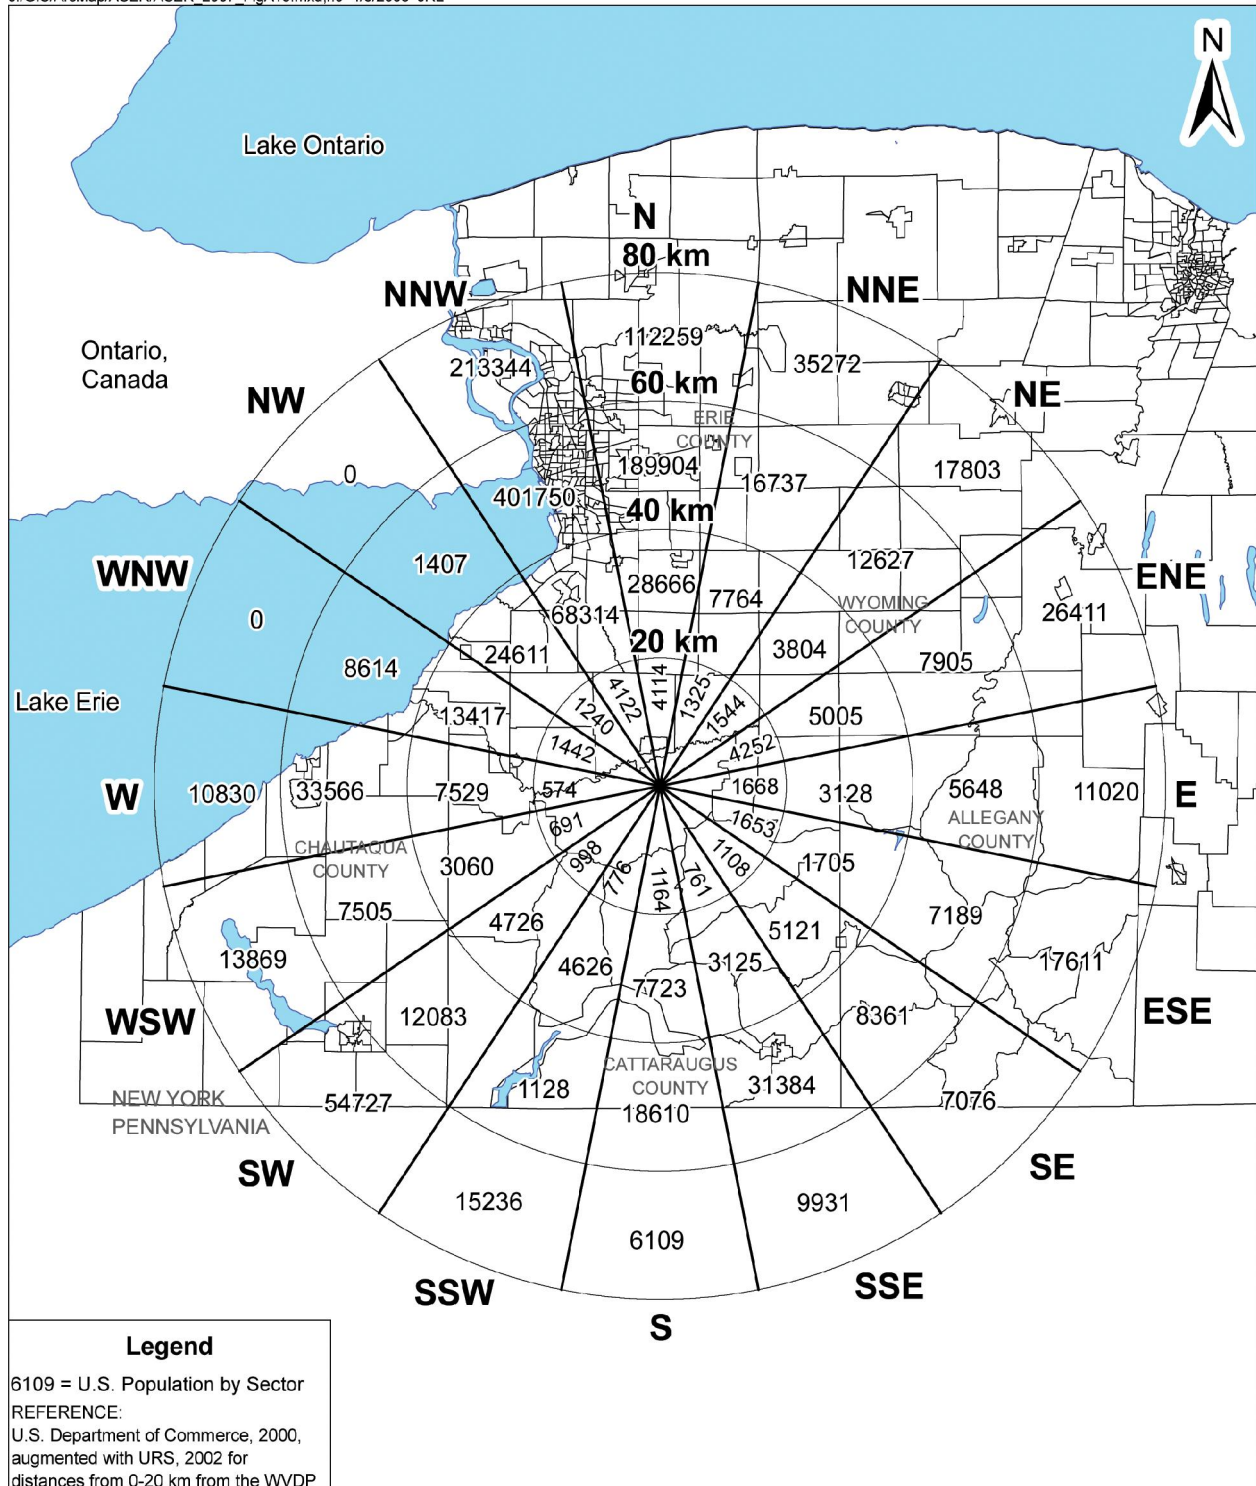 N
Lake Ontario
N
80 km
NNW
NNE
112259
Ontario,
Canada
213344
35272
60 km
NW
NE
ERIE
COUNTY
0
189904
17803
16737
401750
40 km
1407
12627
WNW
ENE
28666
7764
WYOMING
COUNTY
26411
0
68314
20 km
24611
3804
7905
8614
4114
4122
1325
Lake Erie
13417
1240
1544
5005
1442
4252
W
10830
33566
7529
574
1668
3128
5648
11020
E
691
1653
ALLEGANY
COUNTY
CHAUTAUQUA
COUNTY
3060
998
776
1164
761
1108
1705
7505
4726
5121
7189
13869
4626
3125
17611
7723
WSW
12083
8361
ESE
CATTARAUGUS
COUNTY
1128
31384
NEW YORK
54727
18610
7076
PENNSYLVANIA
SW
SE
15236
9931
6109
SSW
SSE
S
Legend
6109 = U.S. Population by Sector
REFERENCE:
U.S. Department of Commerce, 2000,
augmented with URS, 2002 for
distances from 0-20 km from the WVDP